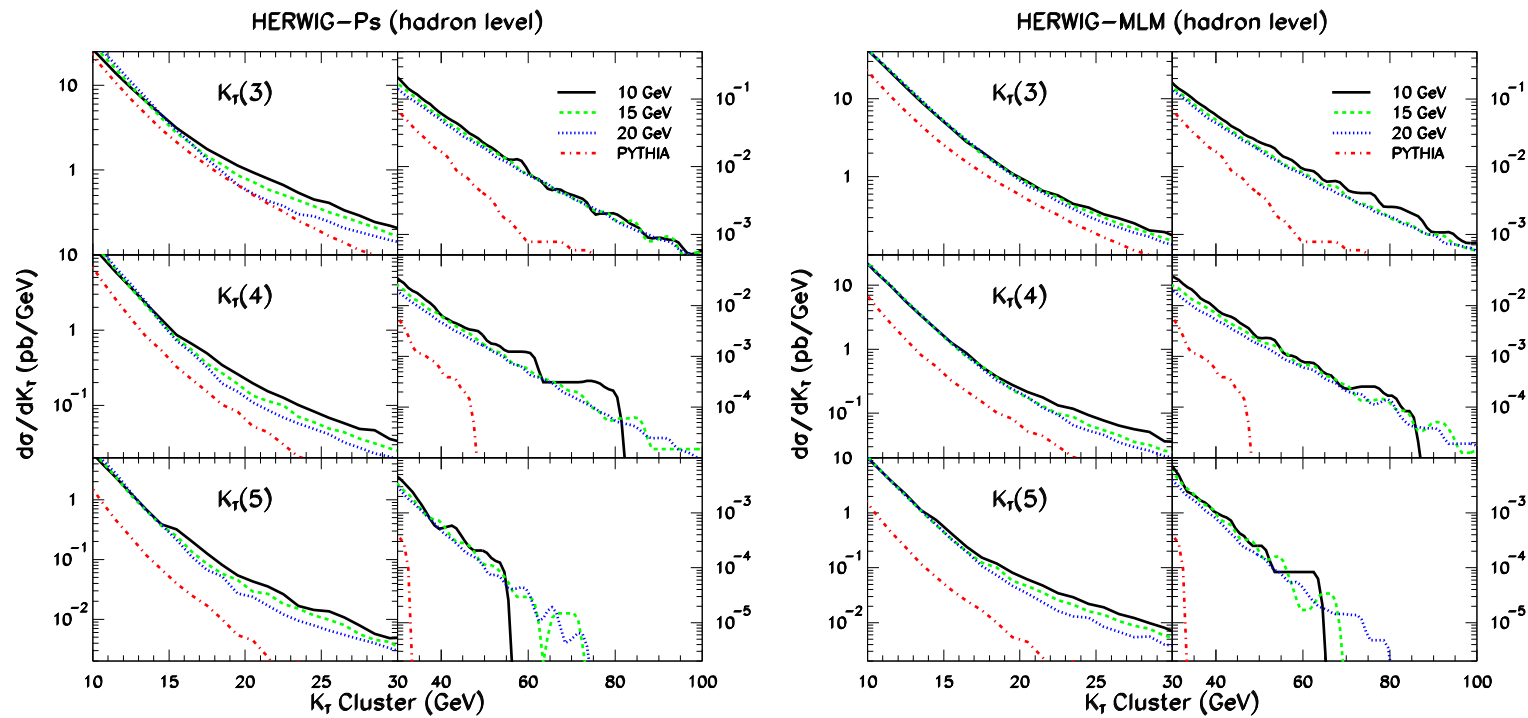 HERWIG–Ps (hadron level)
HERWIG–MLM (hadron level)
dσ/dK_T (pb/GeV)
K_T(3)
10 GeV
15 GeV
20 GeV
PYTHIA
10
1
10^-1
10^-2
10^-3
K_T(4)
10
1
10^-1
10^-2
10^-3
10^-4
K_T(5)
1
10^-1
10^-2
10^-3
10^-4
10^-5
10 15 20 25 30 40 60 80 100
K_T Cluster (GeV)
dσ/dK_T (pb/GeV)
K_T(3)
10 GeV
15 GeV
20 GeV
PYTHIA
10
1
10^-1
10^-2
10^-3
K_T(4)
10
1
10^-1
10^-2
10^-3
10^-4
K_T(5)
10
1
10^-1
10^-2
10^-3
10^-4
10^-5
10 15 20 25 30 40 60 80 100
K_T Cluster (GeV)